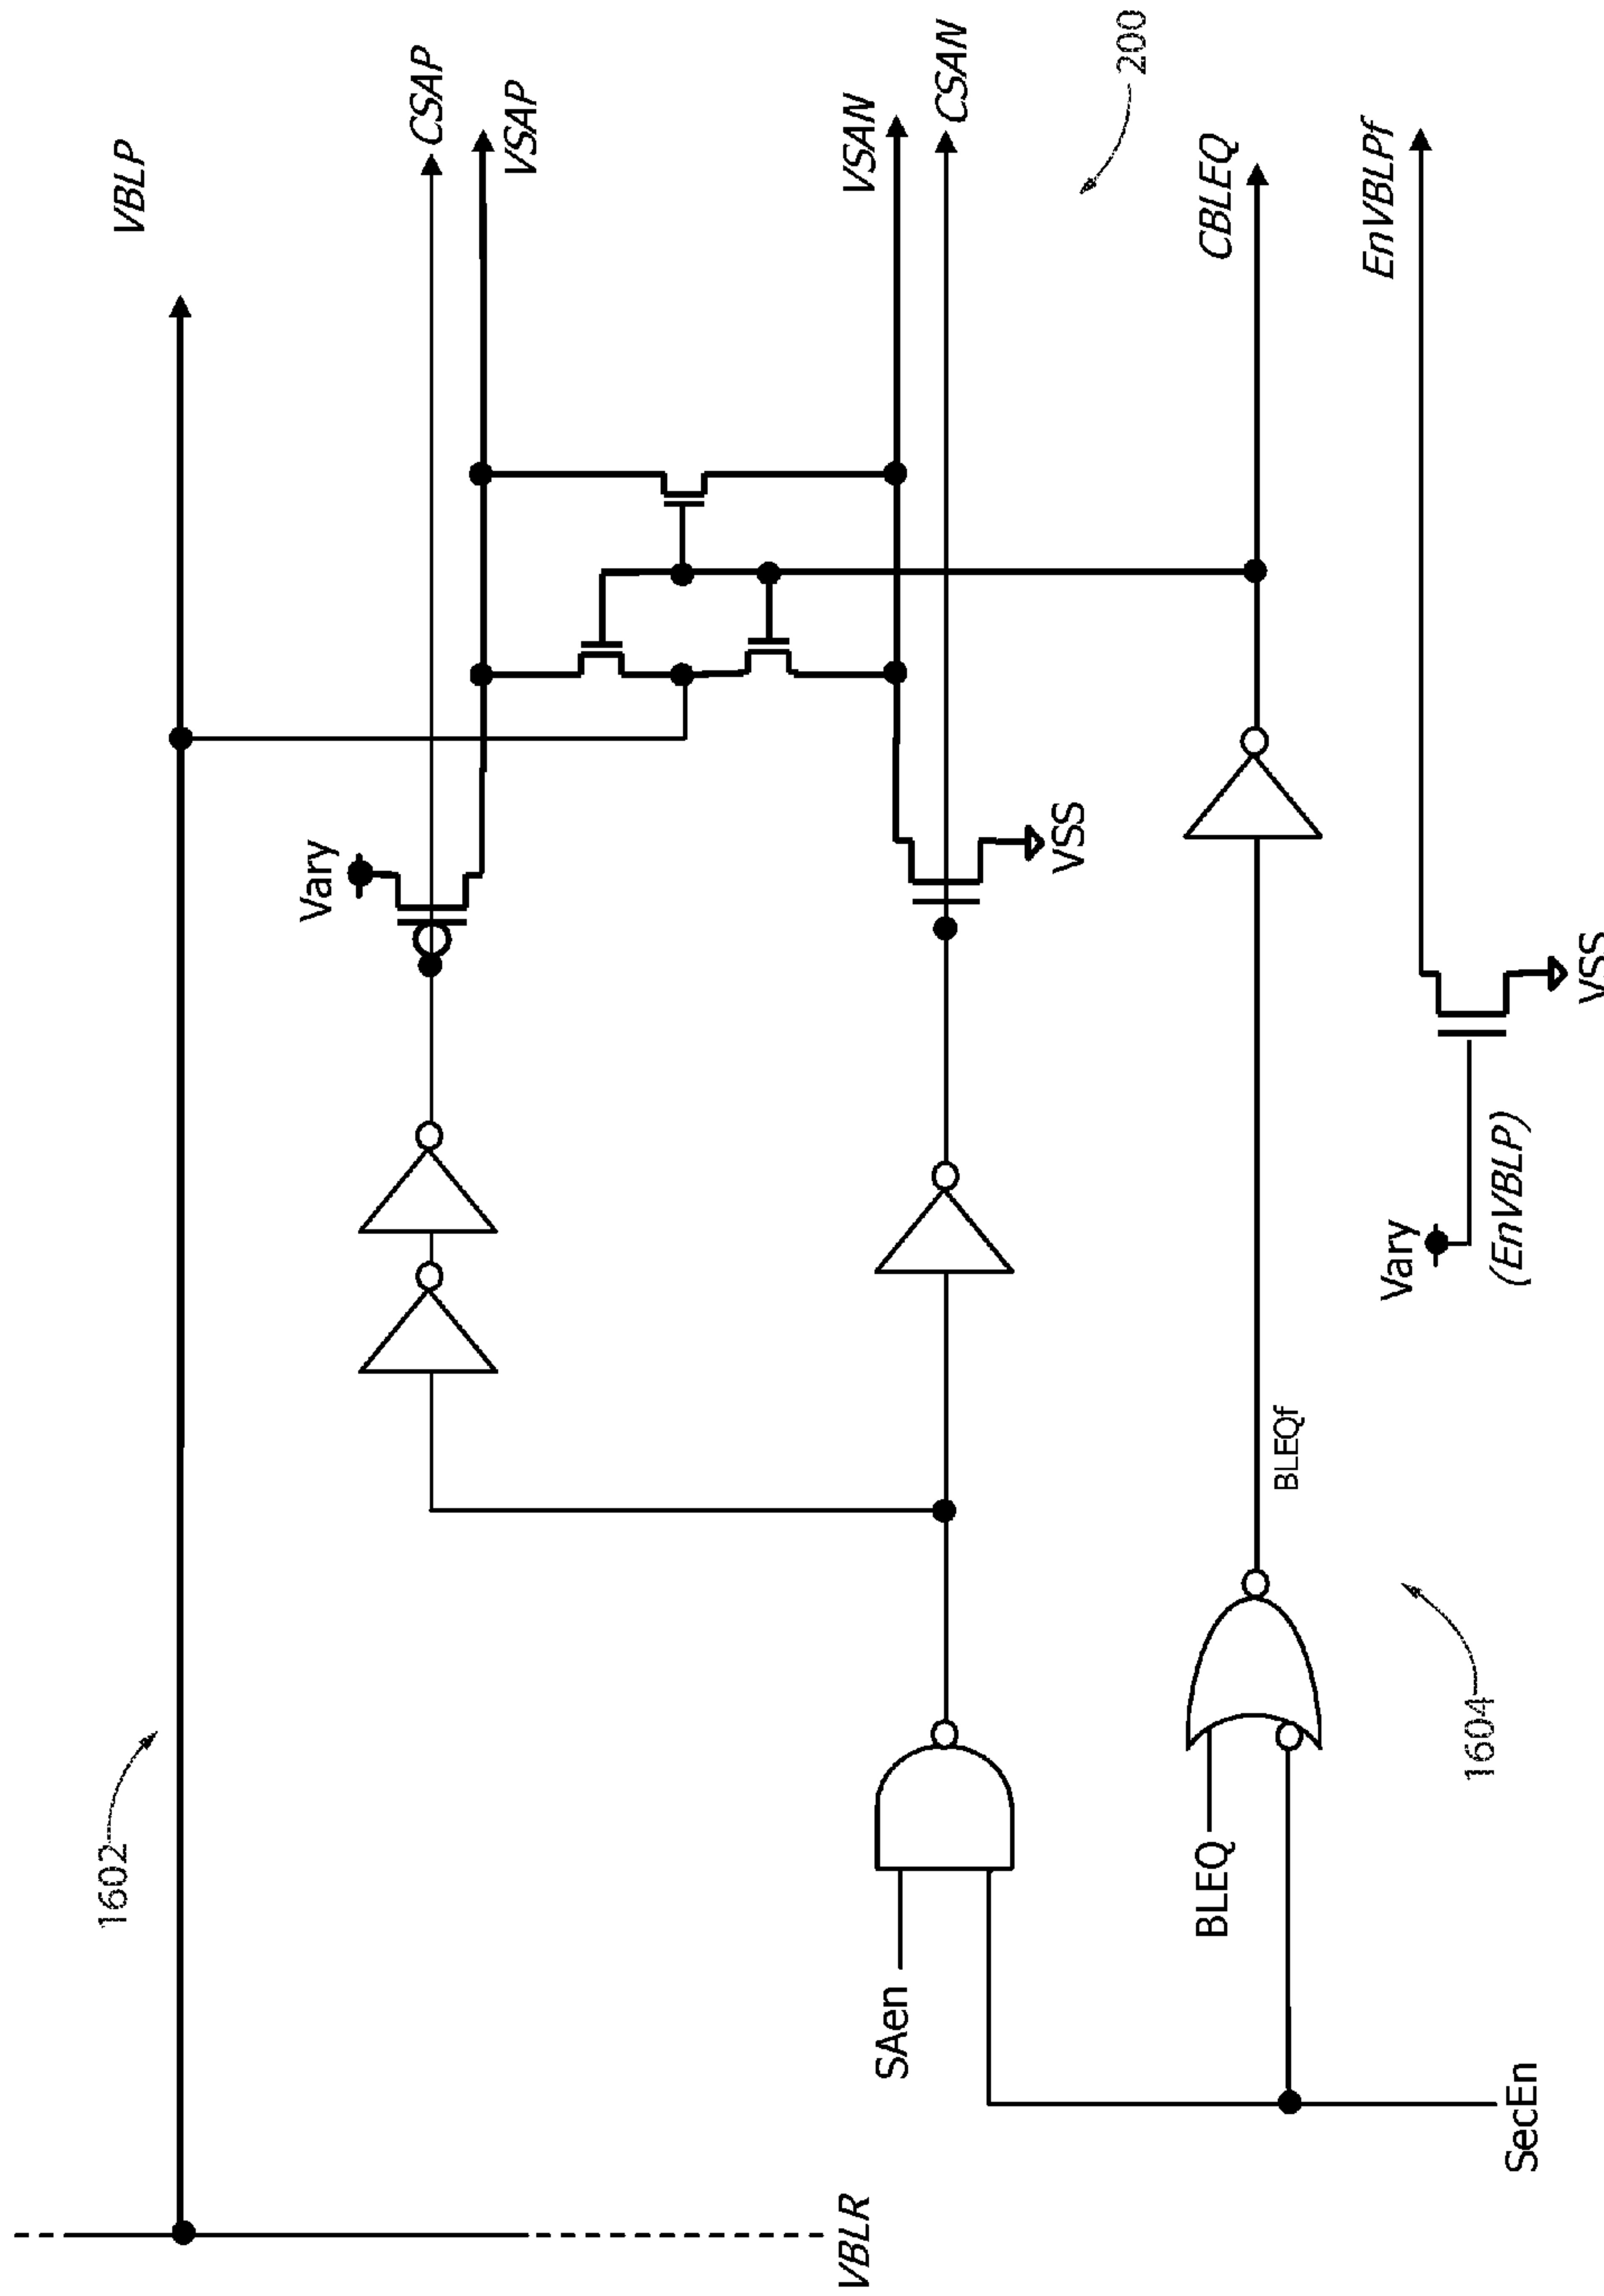 VBLP
CSAP
VSAP
VSAN
CSAN
200
CBLEQ
EnVBLPf
Vary
VSS
VSS
Vary
(EnVBLP)
BLEQf
1602
1604
BLEQ
SAen
SecEn
VBLR